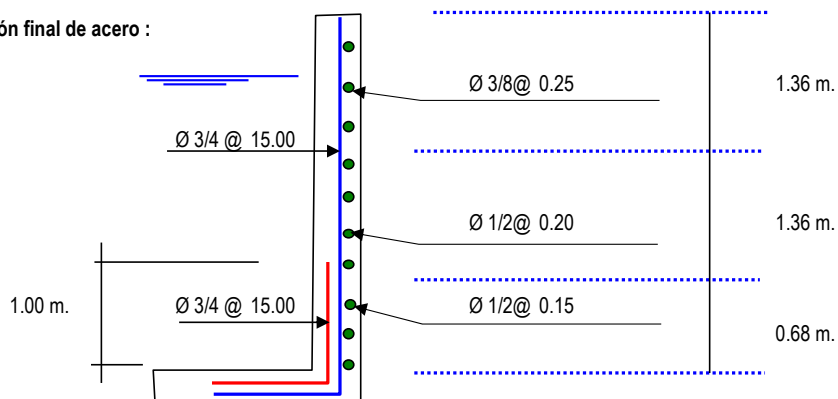 ón final de acero :
Ø 3/8@ 0.25
1.36 m.
Ø 3/4 @ 15.00
Ø 1/2@ 0.20
1.36 m.
1.00 m.
Ø 3/4 @ 15.00
Ø 1/2@ 0.15
0.68 m.